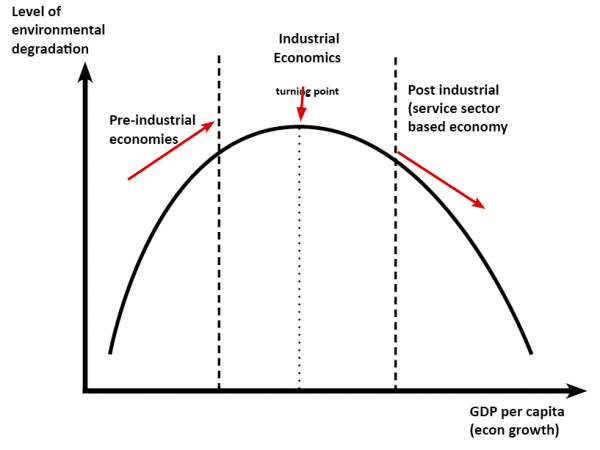 Level of
environmental
degradation
Industrial
Economics
turning point
Pre-industrial
economies
Post industrial
(service sector
based economy
GDP per capita
(econ growth)